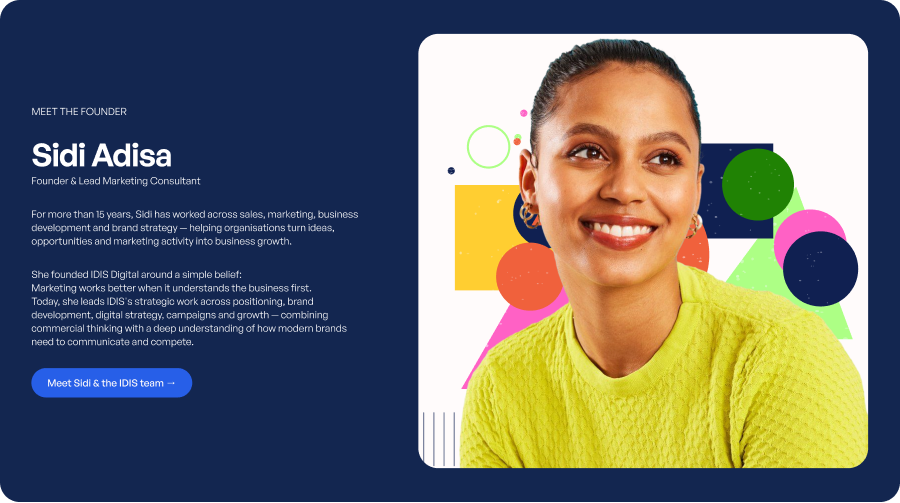 MEET THE FOUNDER
Sidi Adisa
Founder & Lead Marketing Consultant
For more than 15 years, Sidi has worked across sales, marketing, business
development and brand strategy — helping organisations turn ideas,
opportunities and marketing activity into business growth.
She founded IDIS Digital around a simple belief:
Marketing works better when it understands the business first.
Today, she leads IDIS's strategic work across positioning, brand
development, digital strategy, campaigns and growth — combining
commercial thinking with a deep understanding of how modern brands
need to communicate and compete.
Meet Sidi & the IDIS team →